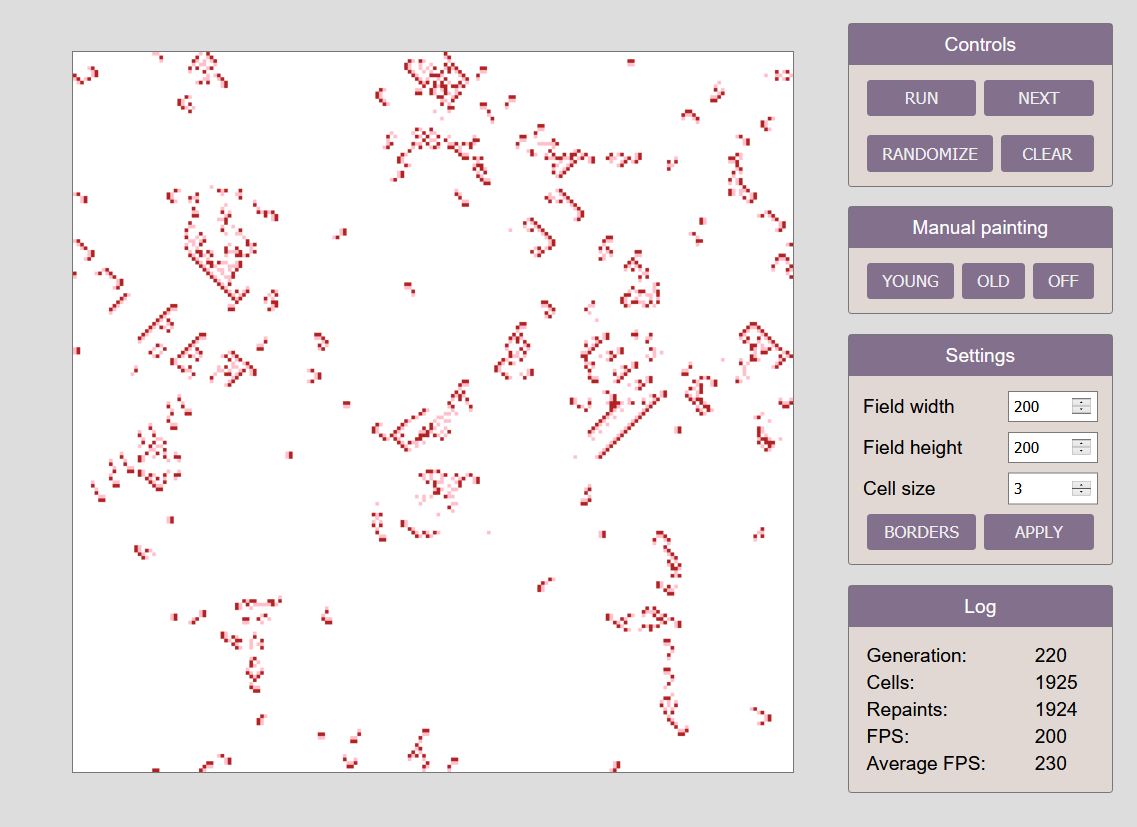 Controls
RUN NEXT
RANDOMIZE CLEAR
Manual painting
YOUNG OLD OFF
Settings
Field width 200
Field height 200
Cell size 3
BORDERS APPLY
Log
Generation: 220
Cells: 1925
Repaints: 1924
FPS: 200
Average FPS: 230